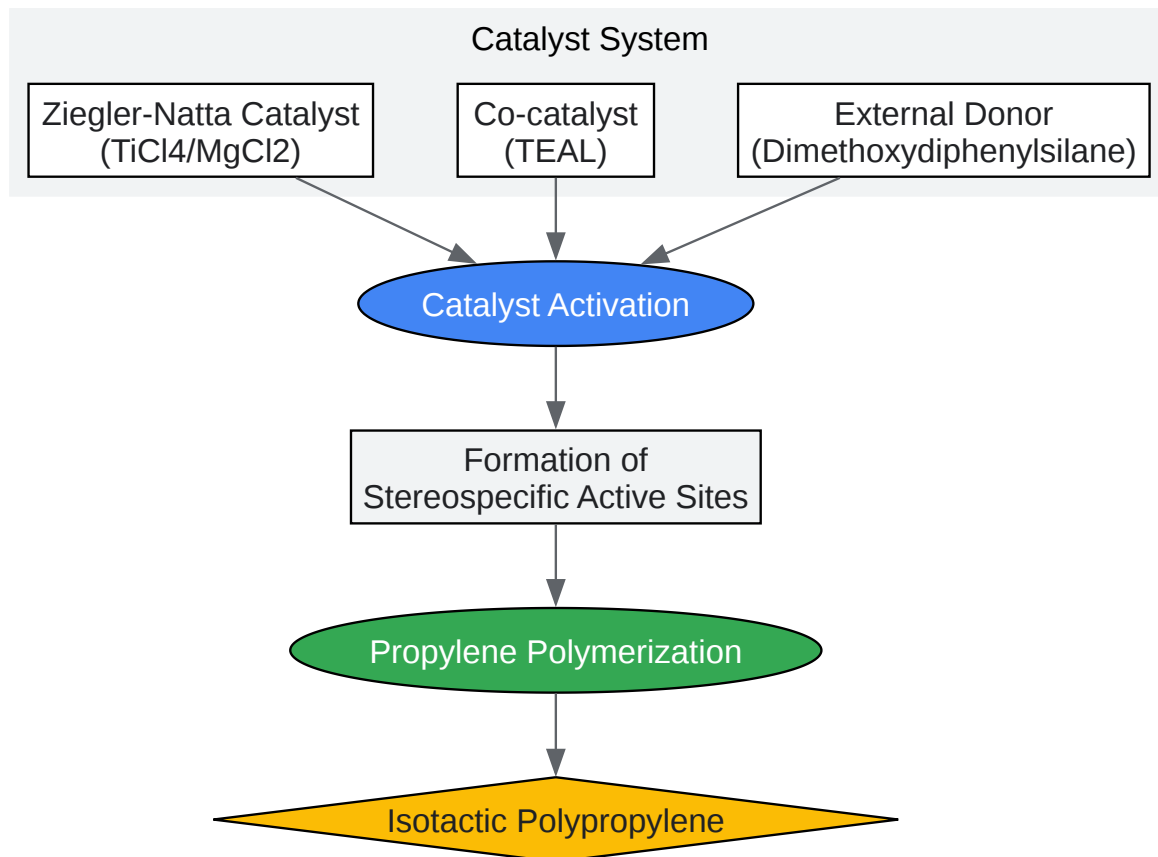 Catalyst System
Ziegler-Natta Catalyst
(TiCl4/MgCl2)
Co-catalyst
(TEAL)
External Donor
(Dimethoxydiphenylsilane)
Catalyst Activation
Formation of
Stereospecific Active Sites
Propylene Polymerization
Isotactic Polypropylene